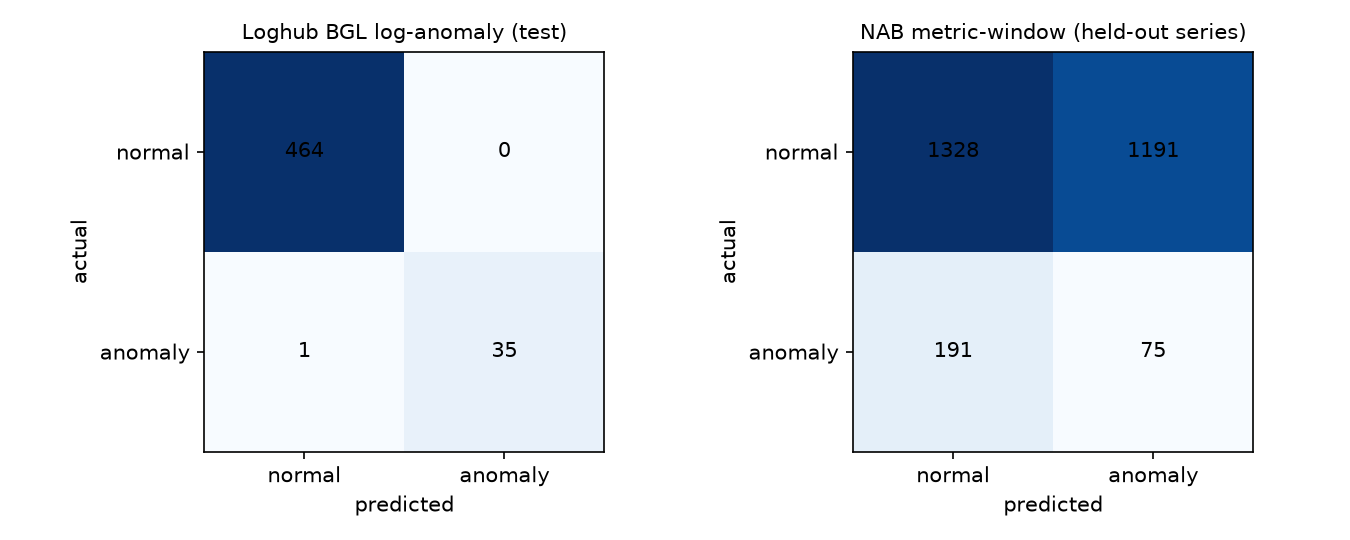 Loghub BGL log-anomaly (test)
normal
464
0
actual
anomaly
1
35
normal
anomaly
predicted
NAB metric-window (held-out series)
normal
1328
1191
actual
anomaly
191
75
normal
anomaly
predicted